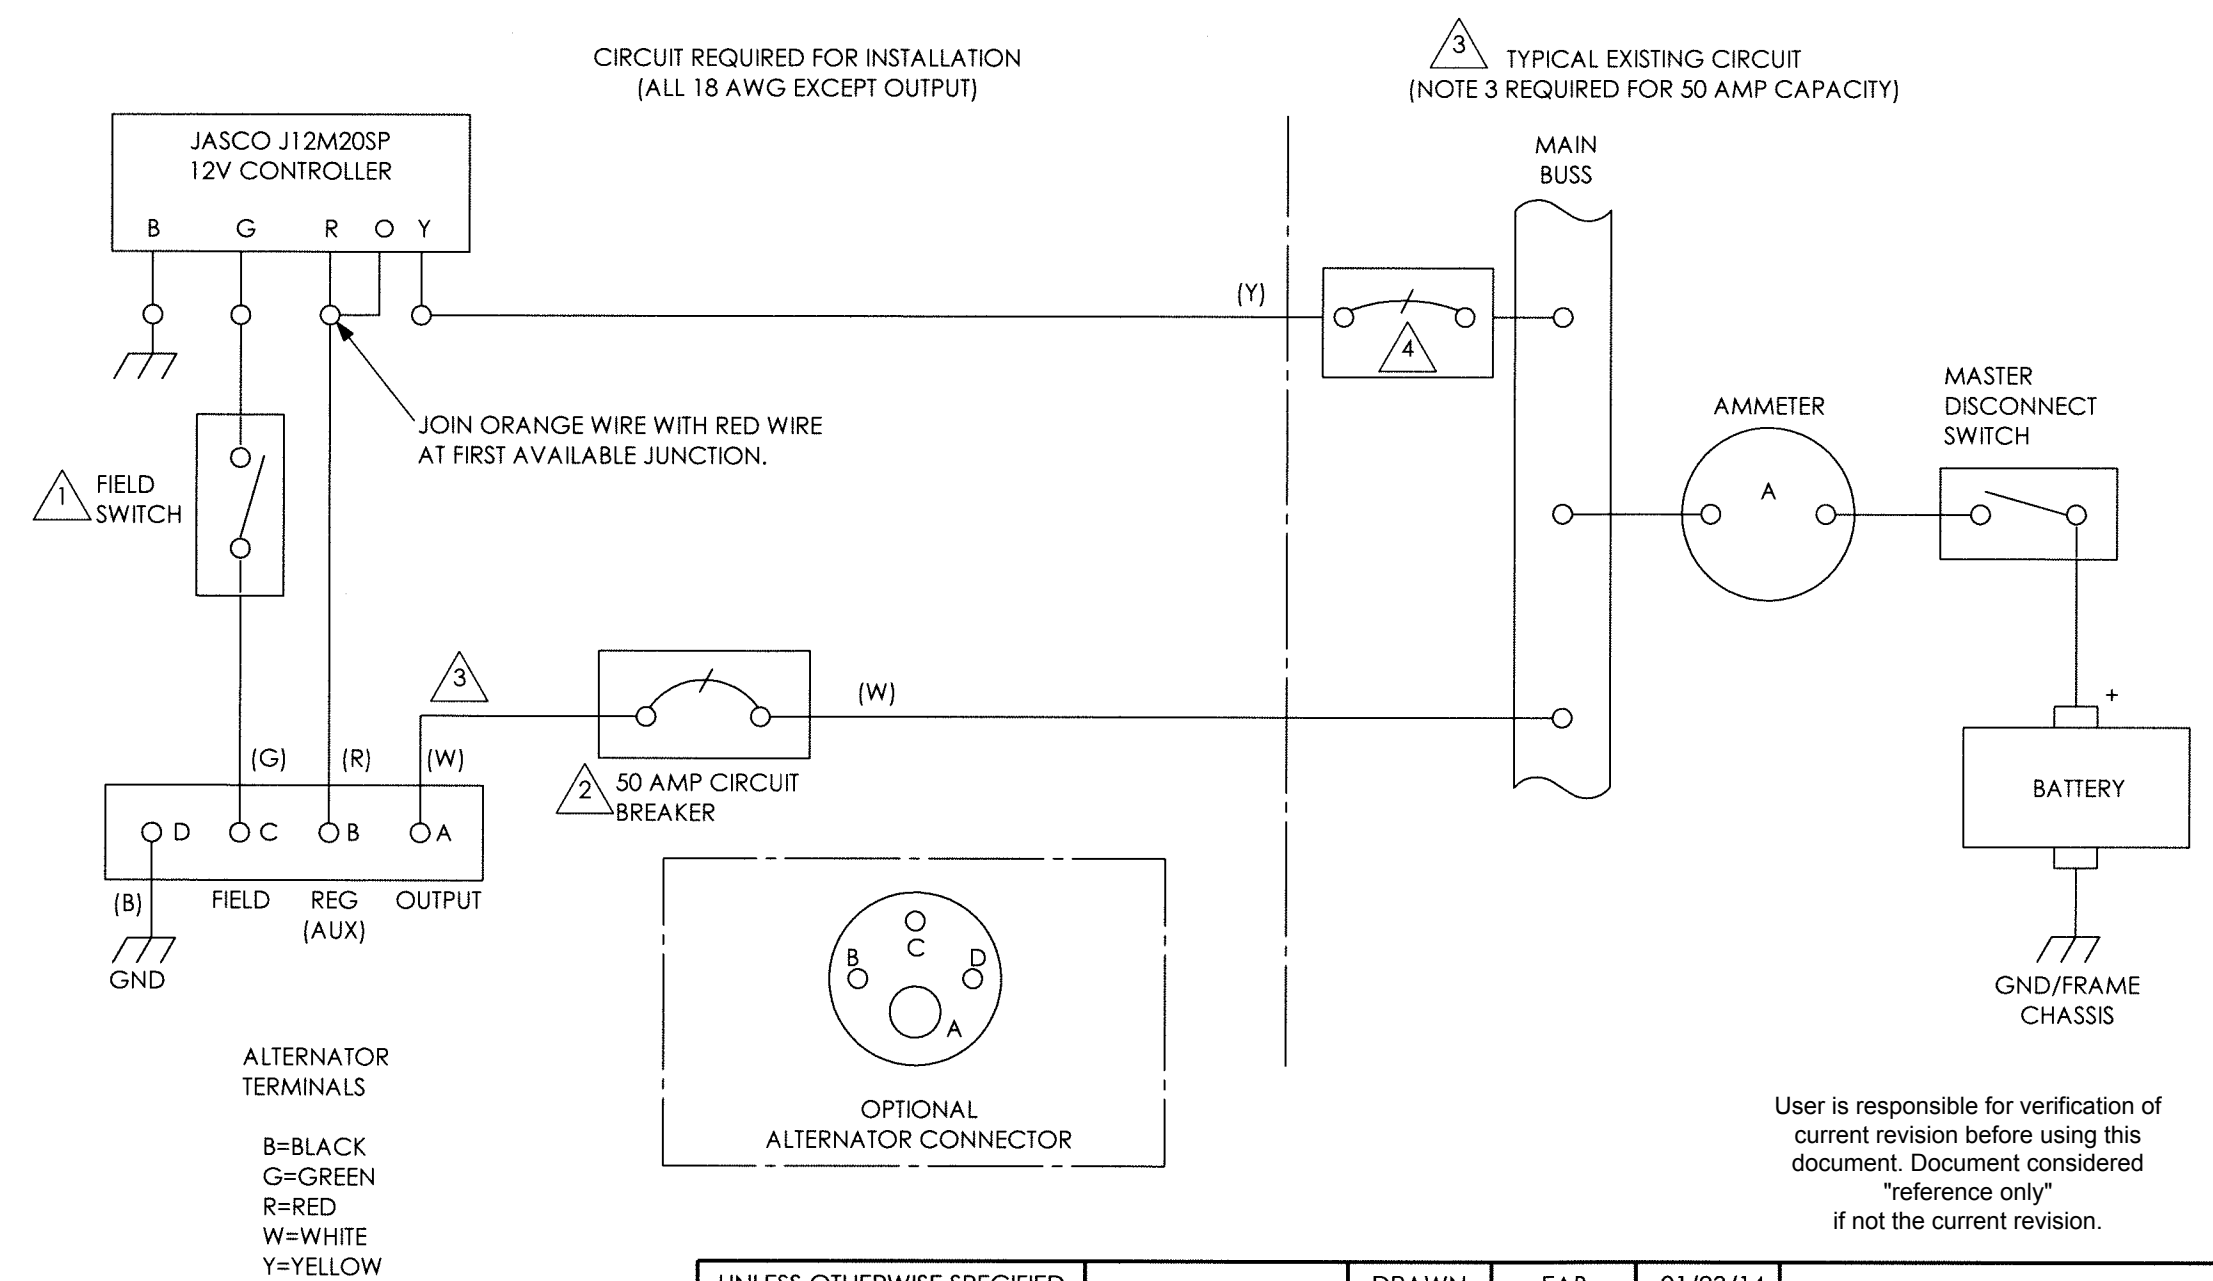 CIRCUIT REQUIRED FOR INSTALLATION
(ALL 18 AWG EXCEPT OUTPUT)
3
TYPICAL EXISTING CIRCUIT
(NOTE 3 REQUIRED FOR 50 AMP CAPACITY)
JASCO J12M20SP
12V CONTROLLER
B G R O Y
MAIN
BUSS
(Y)
4
JOIN ORANGE WIRE WITH RED WIRE
AT FIRST AVAILABLE JUNCTION.
1
FIELD
SWITCH
AMMETER
A
MASTER
DISCONNECT
SWITCH
3
(W)
(G) (R) (W)
2
50 AMP CIRCUIT
BREAKER
D C B A
(B)
FIELD REG OUTPUT
(AUX)
GND
+
BATTERY
GND/FRAME
CHASSIS
C
B D
A
OPTIONAL
ALTERNATOR CONNECTOR
ALTERNATOR
TERMINALS
B=BLACK
G=GREEN
R=RED
W=WHITE
Y=YELLOW
User is responsible for verification of
current revision before using this
document. Document considered
"reference only"
if not the current revision.
UNLESS OTHERWISE SPECIFIED
DRAWN